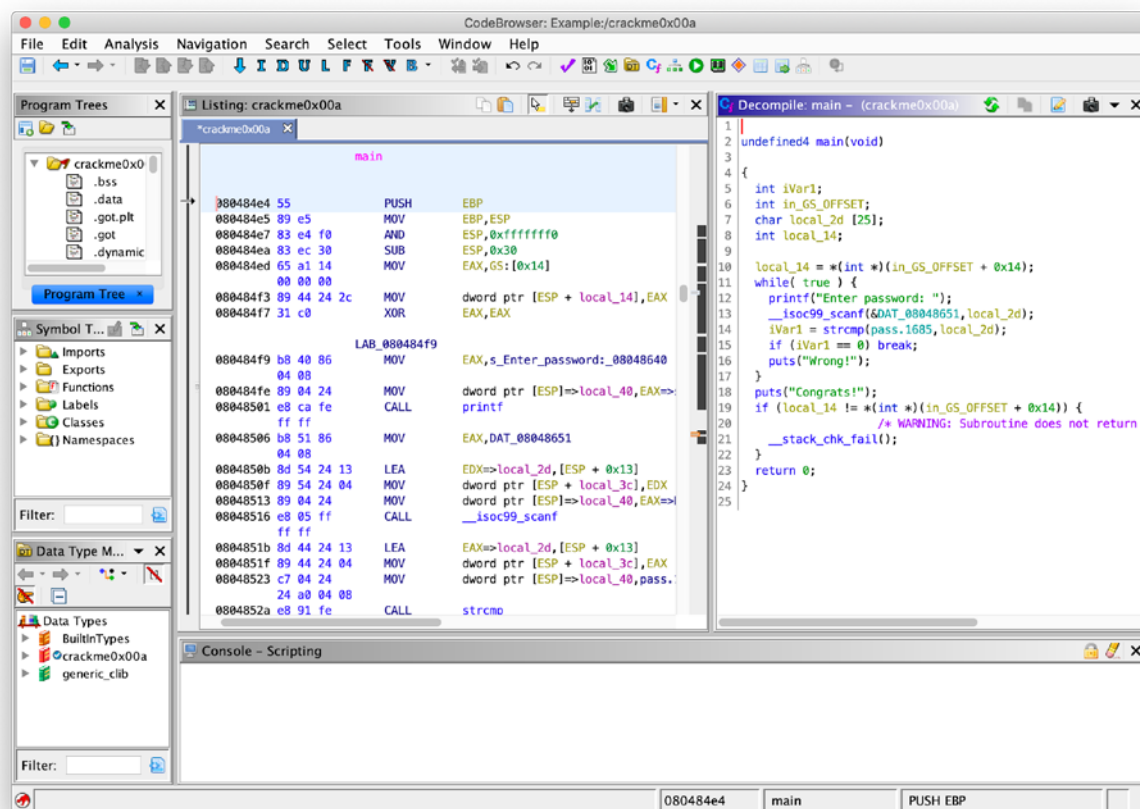 CodeBrowser: Example:/crackme0x00a
File Edit Analysis Navigation Search Select Tools Window Help
I D U L F B
Program Trees
crackme0x0
.bss
.data
.got.plt
.got
.dynamic
Program Tree ×
Symbol T...
Imports
Exports
Functions
Labels
Classes
Namespaces
Filter:
Data Type M...
Data Types
BuiltInTypes
crackme0x00a
generic_clib
Filter:
Listing: crackme0x00a
*crackme0x00a
main
080484e4 55 PUSH EBP
080484e5 89 e5 MOV EBP,ESP
080484e7 83 e4 f0 AND ESP,0xfffffff0
080484ea 83 ec 30 SUB ESP,0x30
080484ed 65 a1 14 MOV EAX,GS:[0x14]
00 00 00
080484f3 89 44 24 2c MOV dword ptr [ESP + local_14],EAX
080484f7 31 c0 XOR EAX,EAX
LAB_080484f9
080484f9 b8 40 86 MOV EAX,s_Enter_password:_08048640
04 08
080484fe 89 04 24 MOV dword ptr [ESP]=>local_40,EAX=>
08048501 e8 ca fe CALL printf
ff ff
08048506 b8 51 86 MOV EAX,DAT_08048651
04 08
0804850b 8d 54 24 13 LEA EDX=>local_2d,[ESP + 0x13]
0804850f 89 54 24 04 MOV dword ptr [ESP + local_3c],EDX
08048513 89 04 24 MOV dword ptr [ESP]=>local_40,EAX=>
08048516 e8 05 ff CALL __isoc99_scanf
ff ff
0804851b 8d 44 24 13 LEA EAX=>local_2d,[ESP + 0x13]
0804851f 89 44 24 04 MOV dword ptr [ESP + local_3c],EAX
08048523 c7 04 24 MOV dword ptr [ESP]=>local_40,pass.
24 a0 04 08
0804852a e8 91 fe CALL strcmp
Decompile: main – (crackme0x00a)
1
2 undefined4 main(void)
3
4 {
5 int iVar1;
6 int in_GS_OFFSET;
7 char local_2d [25];
8 int local_14;
9
10 local_14 = *(int *)(in_GS_OFFSET + 0x14);
11 while( true ) {
12 printf("Enter password: ");
13 __isoc99_scanf(&DAT_08048651,local_2d);
14 iVar1 = strcmp(pass.1685,local_2d);
15 if (iVar1 == 0) break;
16 puts("Wrong!");
17 }
18 puts("Congrats!");
19 if (local_14 != *(int *)(in_GS_OFFSET + 0x14)) {
20 /* WARNING: Subroutine does not return
21 __stack_chk_fail();
22 }
23 return 0;
24 }
25
Console – Scripting
080484e4 main PUSH EBP